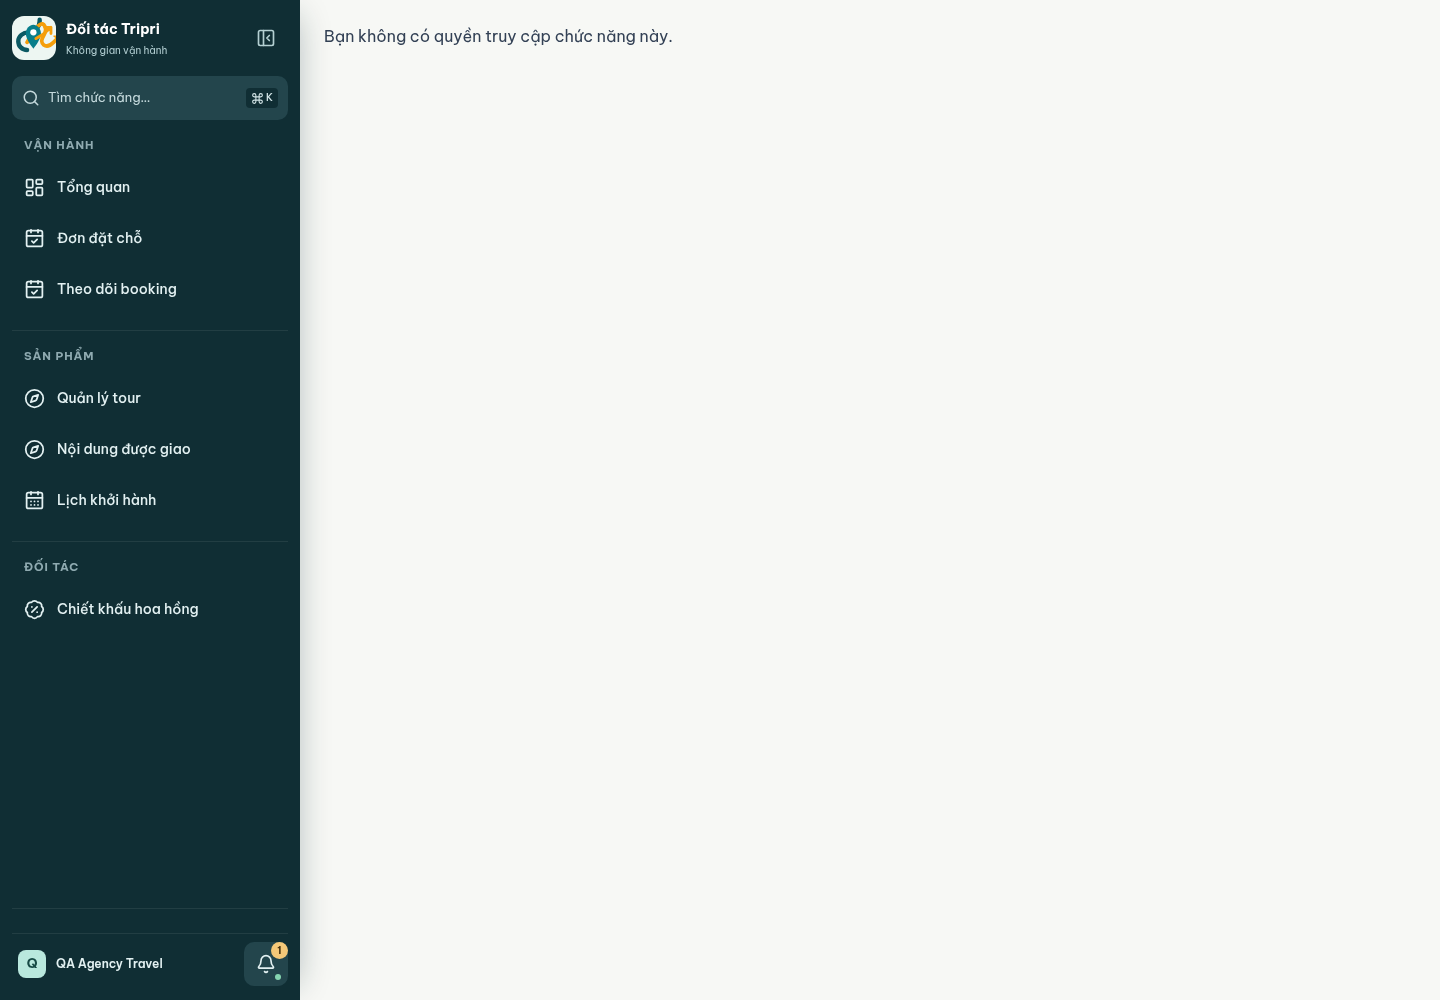 Đối tác Tripri
Không gian vận hành
Tìm chức năng...
⌘ K
VẬN HÀNH
Tổng quan
Đơn đặt chỗ
Theo dõi booking
SẢN PHẨM
Quản lý tour
Nội dung được giao
Lịch khởi hành
ĐỐI TÁC
Chiết khấu hoa hồng
Q
QA Agency Travel
1
Bạn không có quyền truy cập chức năng này.